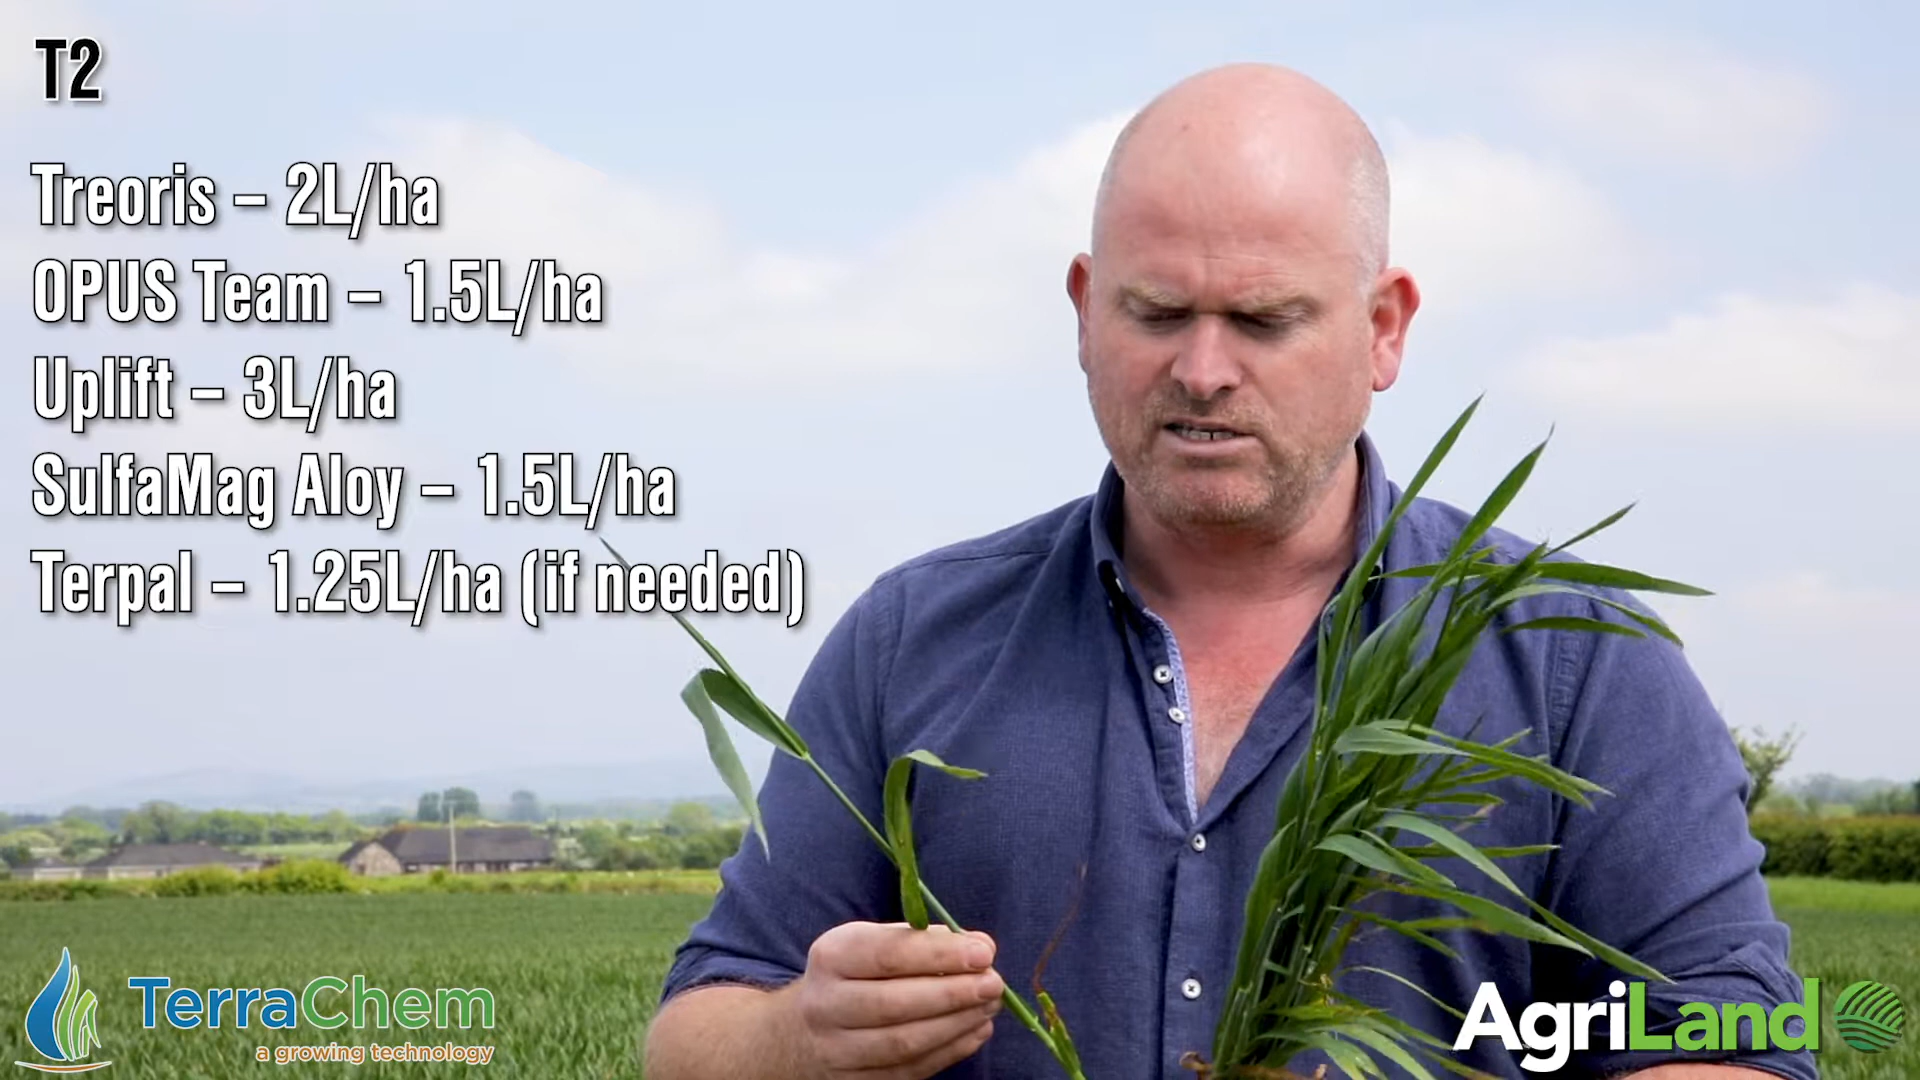 T2
Treoris – 2L/ha
OPUS Team – 1.5L/ha
Uplift – 3L/ha
SulfaMag Aloy – 1.5L/ha
Terpal – 1.25L/ha (if needed)
TerraChem
a growing technology
AgriLand